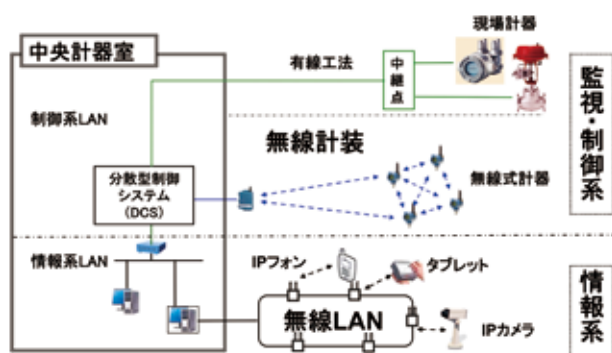 中央計器室
現場計器
有線工法
中継点
制御系LAN
監視・制御系
無線計装
分散型制御
システム
(DCS)
無線式計器
情報系LAN
IPフォン
タブレット
無線LAN
IPカメラ
情報系